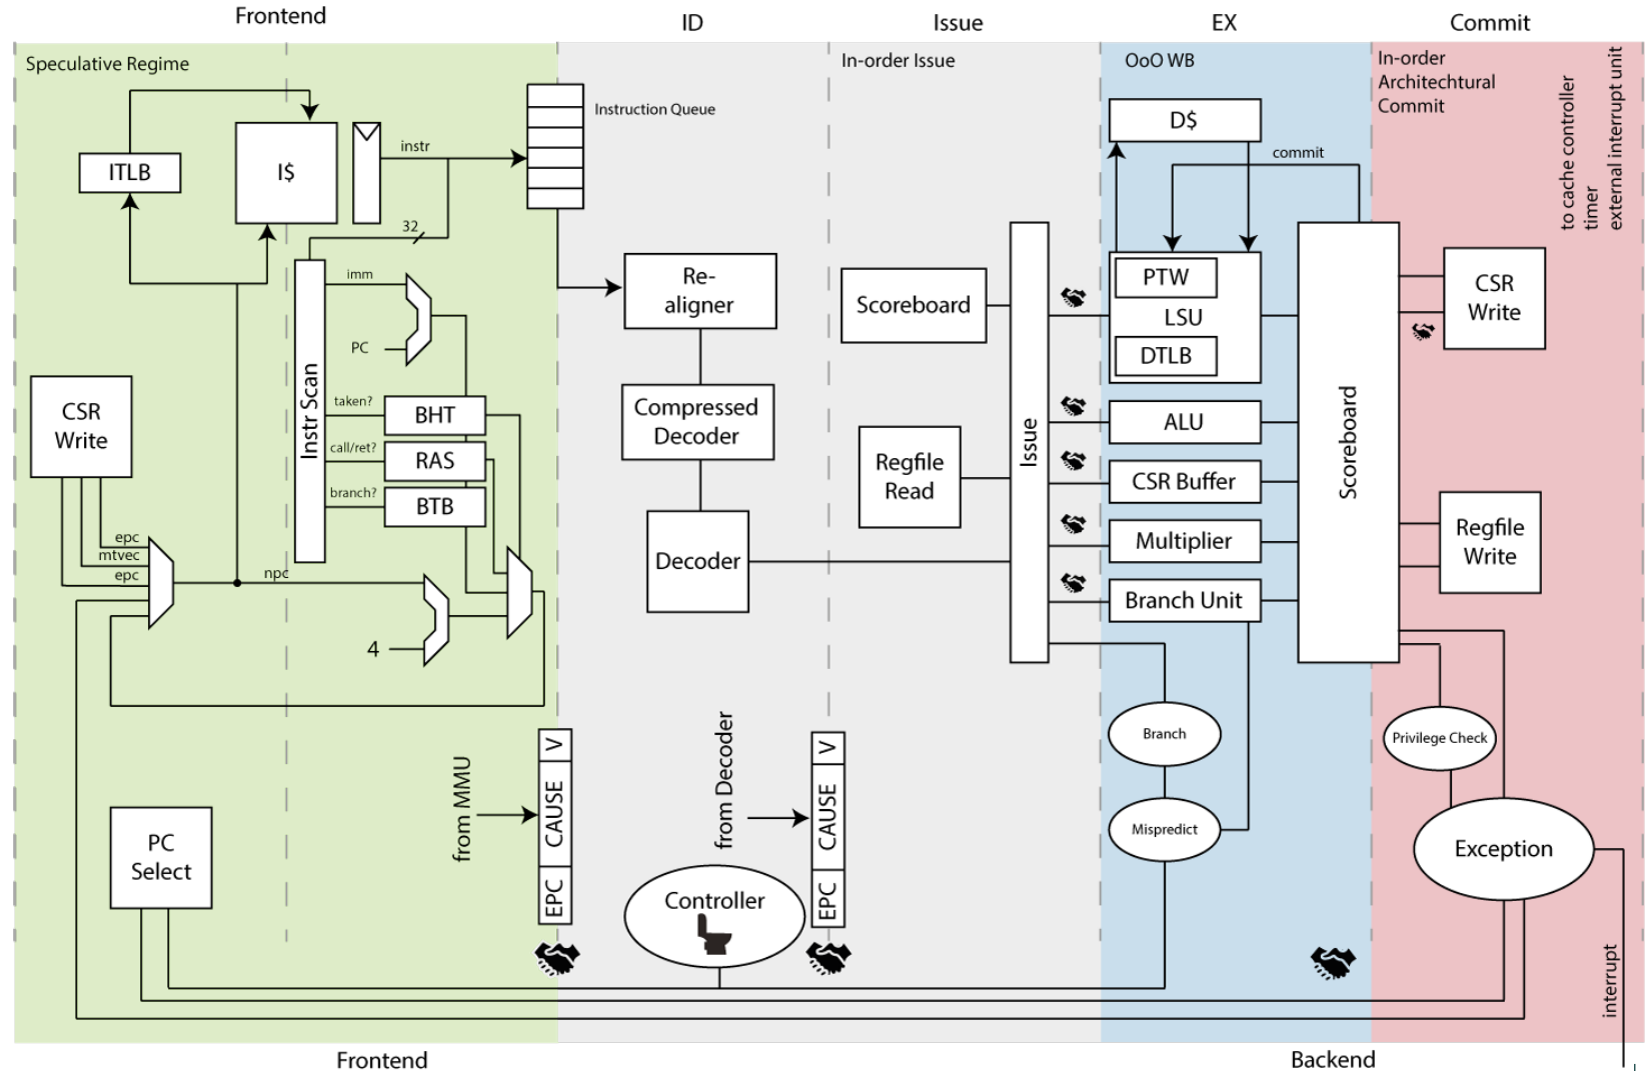 Frontend
ID
Issue
EX
Commit
Speculative Regime
In-order Issue
OoO WB
In-order
Architechtural
Commit
to cache controller
timer
external interrupt unit
Instruction Queue
D$
commit
instr
ITLB
I$
32
imm
PC
Instr Scan
taken?
BHT
call/ret?
RAS
branch?
BTB
CSR
Write
epc
mtvec
epc
npc
4
Re-
aligner
Compressed
Decoder
Decoder
Scoreboard
Regfile
Read
Issue
PTW
LSU
DTLB
ALU
CSR Buffer
Multiplier
Branch Unit
Scoreboard
CSR
Write
Regfile
Write
Branch
Mispredict
Privilege Check
Exception
interrupt
from MMU
V
CAUSE
EPC
from Decoder
V
CAUSE
EPC
Controller
PC
Select
Frontend
Backend